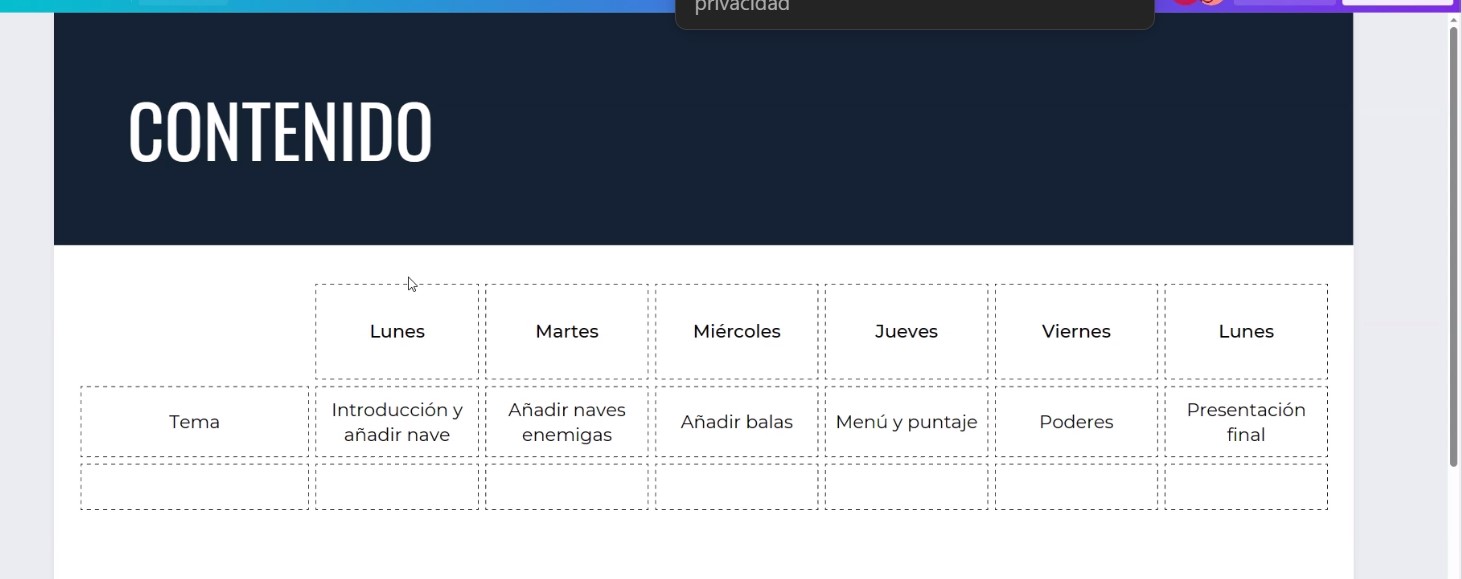 privacidad
CONTENIDO
Lunes Martes Miércoles Jueves Viernes Lunes
Tema Introducción y añadir nave Añadir naves enemigas Añadir balas Menú y puntaje Poderes Presentación final